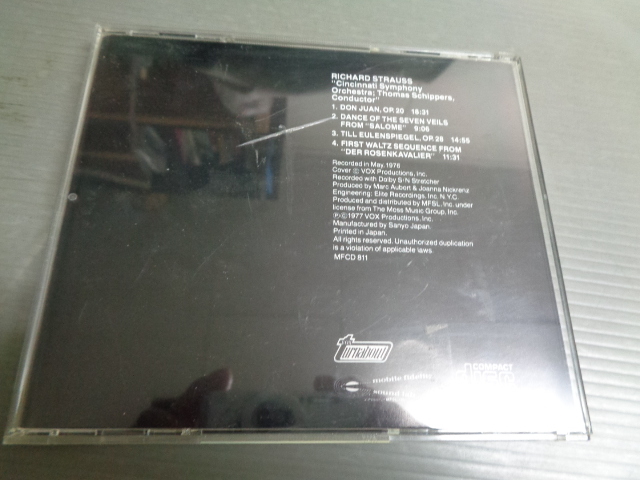 RICHARD STRAUSS
"Cincinnati Symphony
Orchestra; Thomas Schippers,
Conductor"
1. DON JUAN, OP. 20 16:31
2. DANCE OF THE SEVEN VEILS
FROM "SALOME" 9:06
3. TILL EULENSPIEGEL, OP. 28 14:55
4. FIRST WALTZ SEQUENCE FROM
"DER ROSENKAVALIER" 11:31
Recorded in May, 1976
Cover © VOX Productions, Inc.
Recorded with Dolby S/N Stretcher
Produced by Marc Aubort & Joanna Nickrenz
Engineering: Elite Recordings, Inc. N.Y.C.
Produced and distributed by MFSL, Inc. under
license from The Moss Music Group, Inc.
℗©1977 VOX Productions, Inc.
Manufactured by Sanyo Japan.
Printed in Japan.
All rights reserved. Unauthorized duplication
is a violation of applicable laws.
MFCD 811
turnabout
mobile fidelity
sound
COMPACT
disc